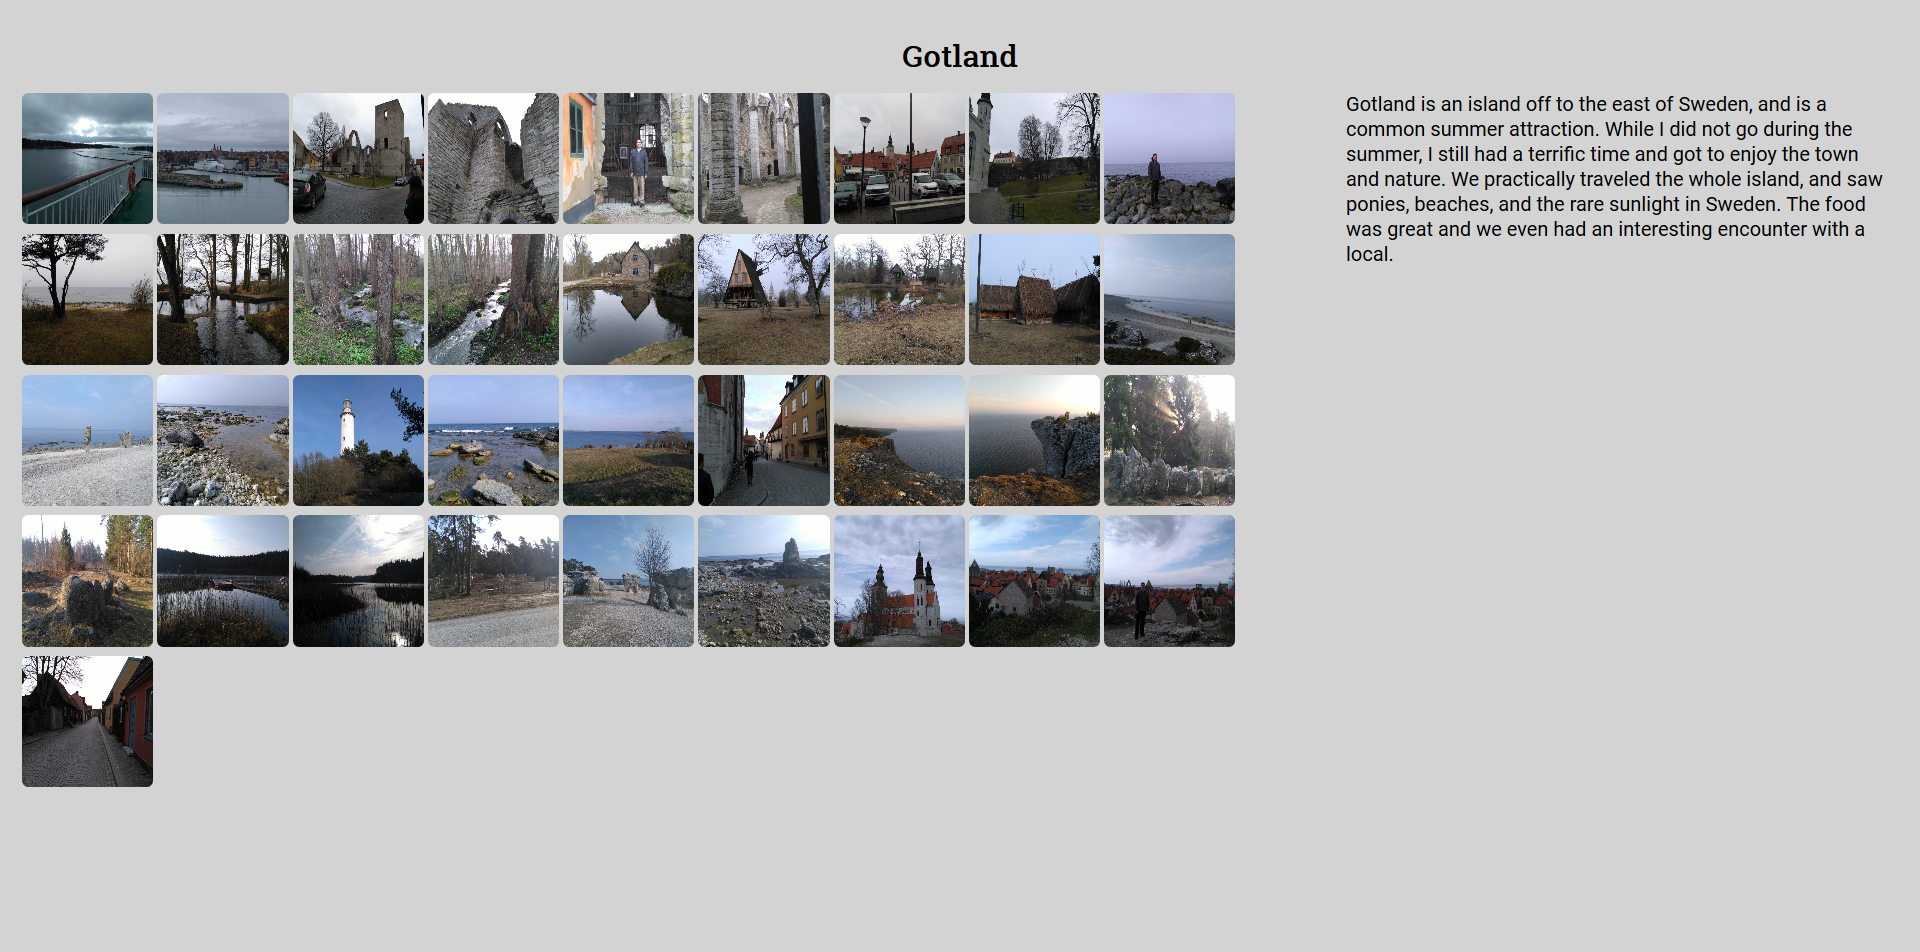 Gotland
Gotland is an island off to the east of Sweden, and is a
common summer attraction. While I did not go during the
summer, I still had a terrific time and got to enjoy the town
and nature. We practically traveled the whole island, and saw
ponies, beaches, and the rare sunlight in Sweden. The food
was great and we even had an interesting encounter with a
local.